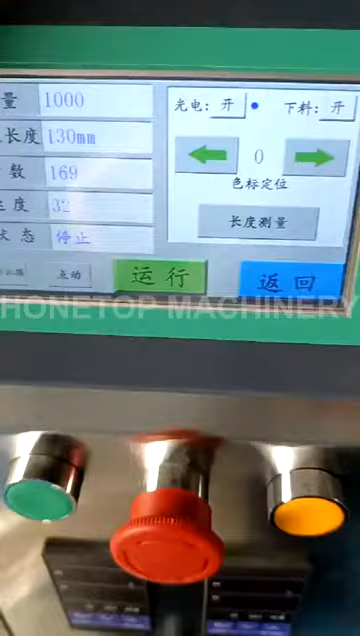 量 1000
长度 130mm
数 169
度 32
状态 停止
光电: 开 下料: 开
0
色标定位
长度测量
点动 运行 返回
HONETOP MACHINERY